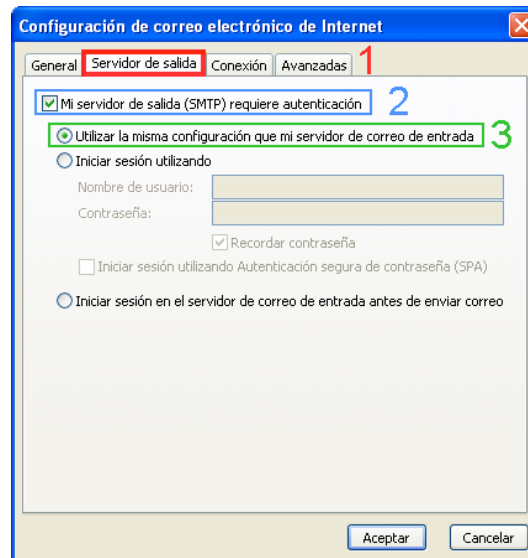 Configuración de correo electrónico de Internet
General Servidor de salida Conexión Avanzadas 1
Mi servidor de salida (SMTP) requiere autenticación 2
Utilizar la misma configuración que mi servidor de correo de entrada 3
Iniciar sesión utilizando
Nombre de usuario:
Contraseña:
Recordar contraseña
Iniciar sesión utilizando Autenticación segura de contraseña (SPA)
Iniciar sesión en el servidor de correo de entrada antes de enviar correo
Aceptar Cancelar